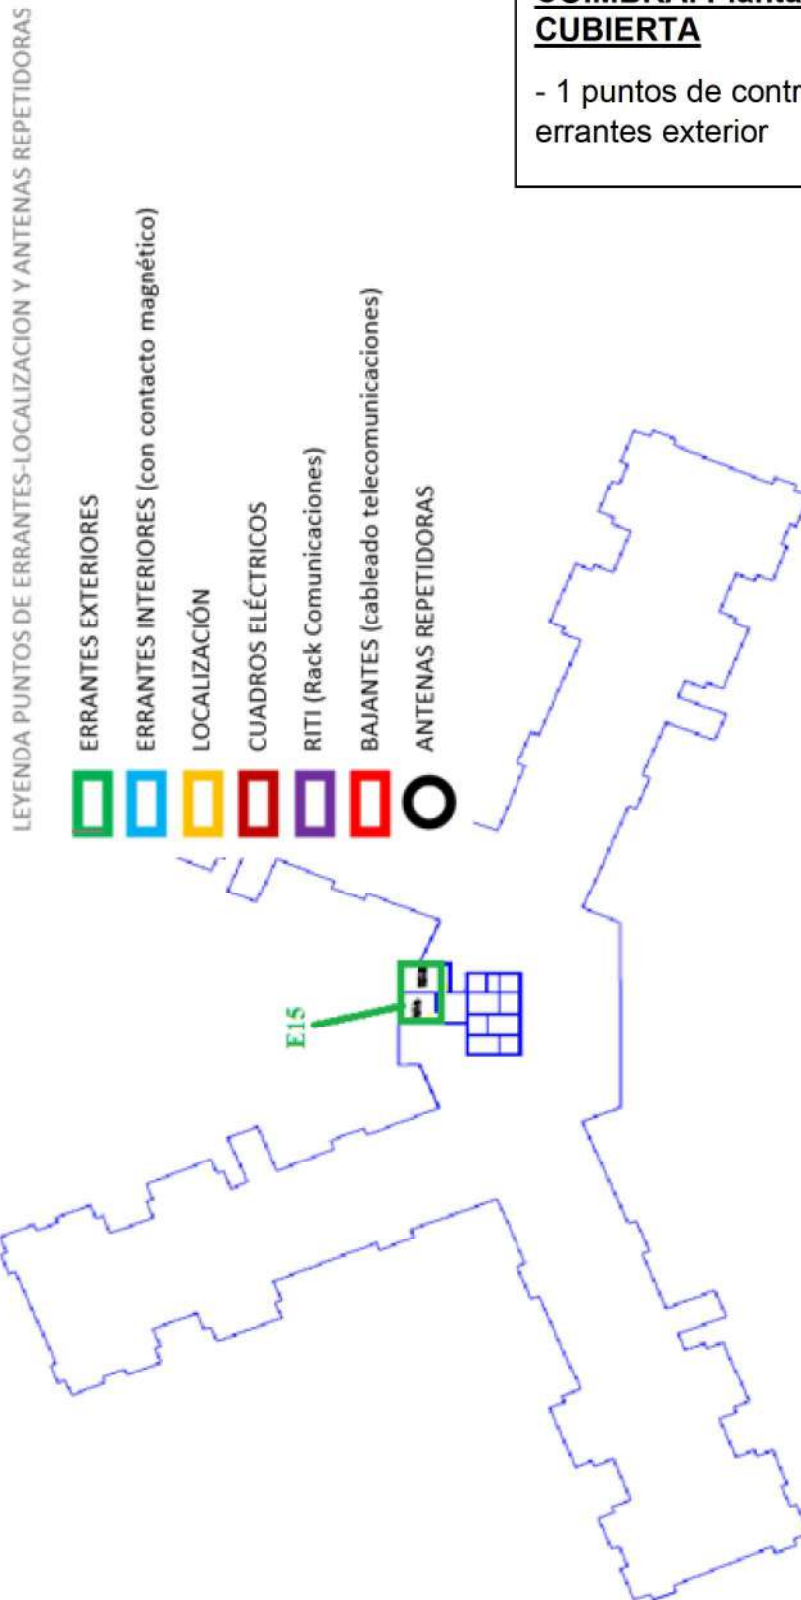 CUBIERTA
- 1 puntos de
errantes exterior
LEYENDA PUNTOS DE ERRANTES-LOCALIZACION Y ANTENAS REPETIDORAS
ERRANTES EXTERIORES
ERRANTES INTERIORES (con contacto magnético)
LOCALIZACIÓN
CUADROS ELÉCTRICOS
RITI (Rack Comunicaciones)
BAJANTES (cableado telecomunicaciones)
ANTENAS REPETIDORAS
E15